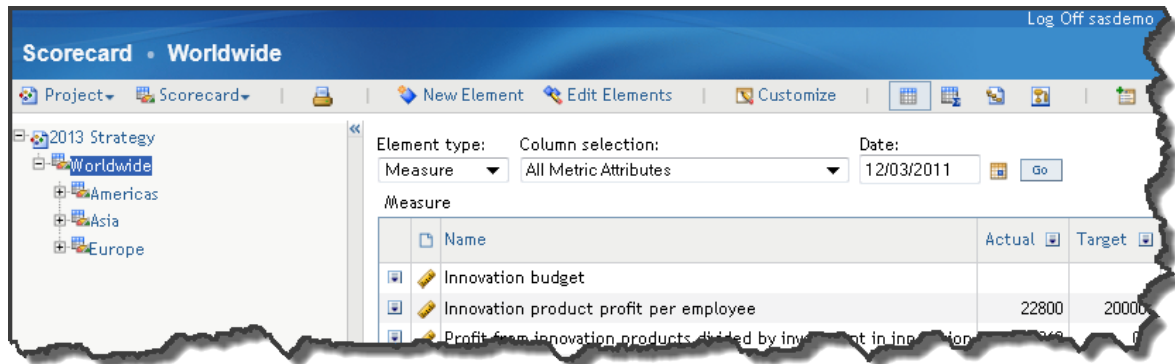 Log Off sasdemo
Scorecard • Worldwide
Project Scorecard New Element Edit Elements Customize
2013 Strategy
Worldwide
Americas
Asia
Europe
Element type: Column selection: Date:
Measure All Metric Attributes 12/03/2011 Go
Measure
Name Actual Target
Innovation budget
Innovation product profit per employee 22800 20000
Profit from innovation products divided by in